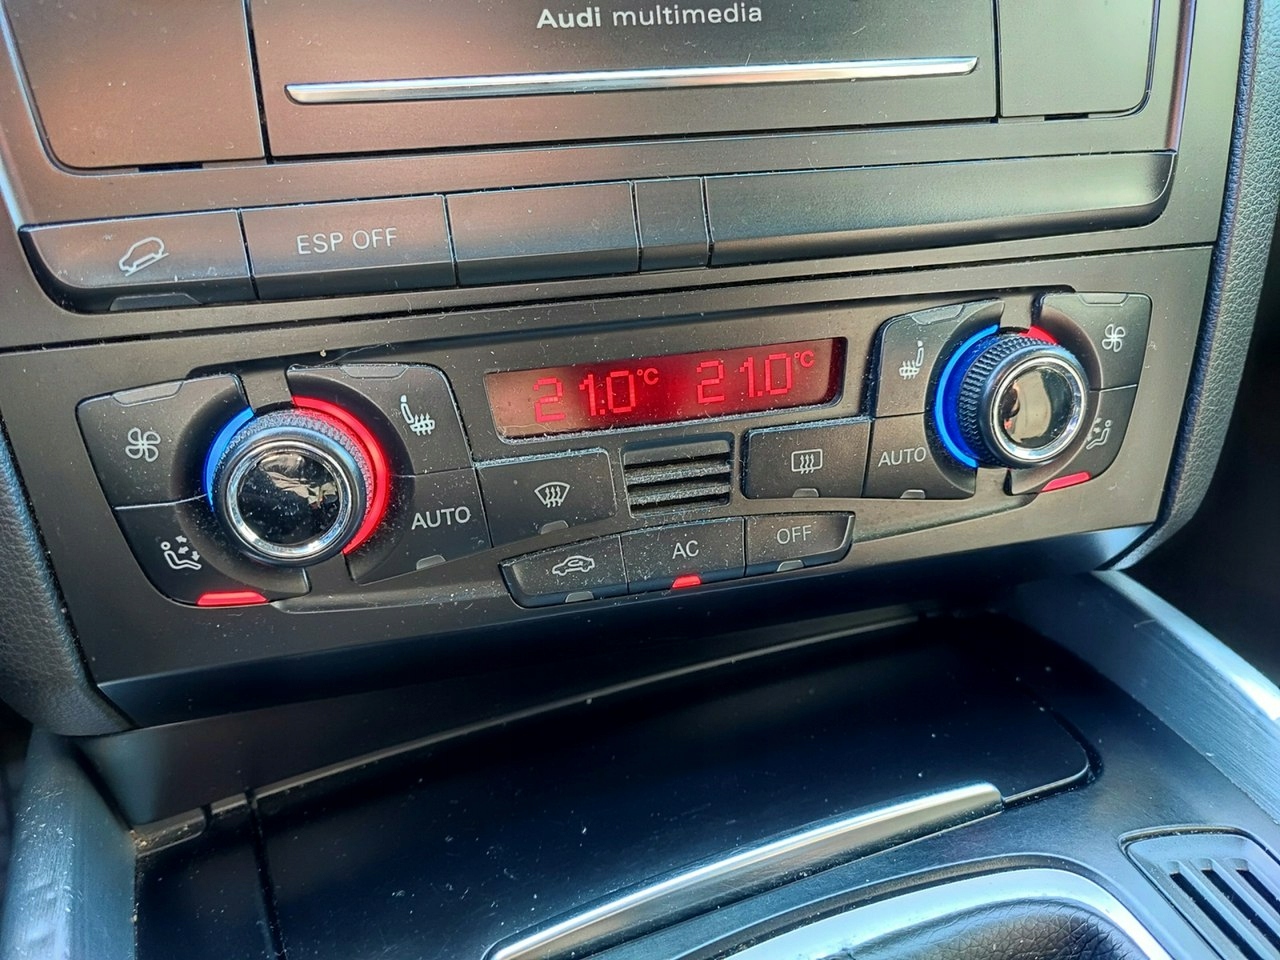 Audi multimedia
ESP OFF
21.0°C 21.0°C
AUTO
AUTO
AC
OFF